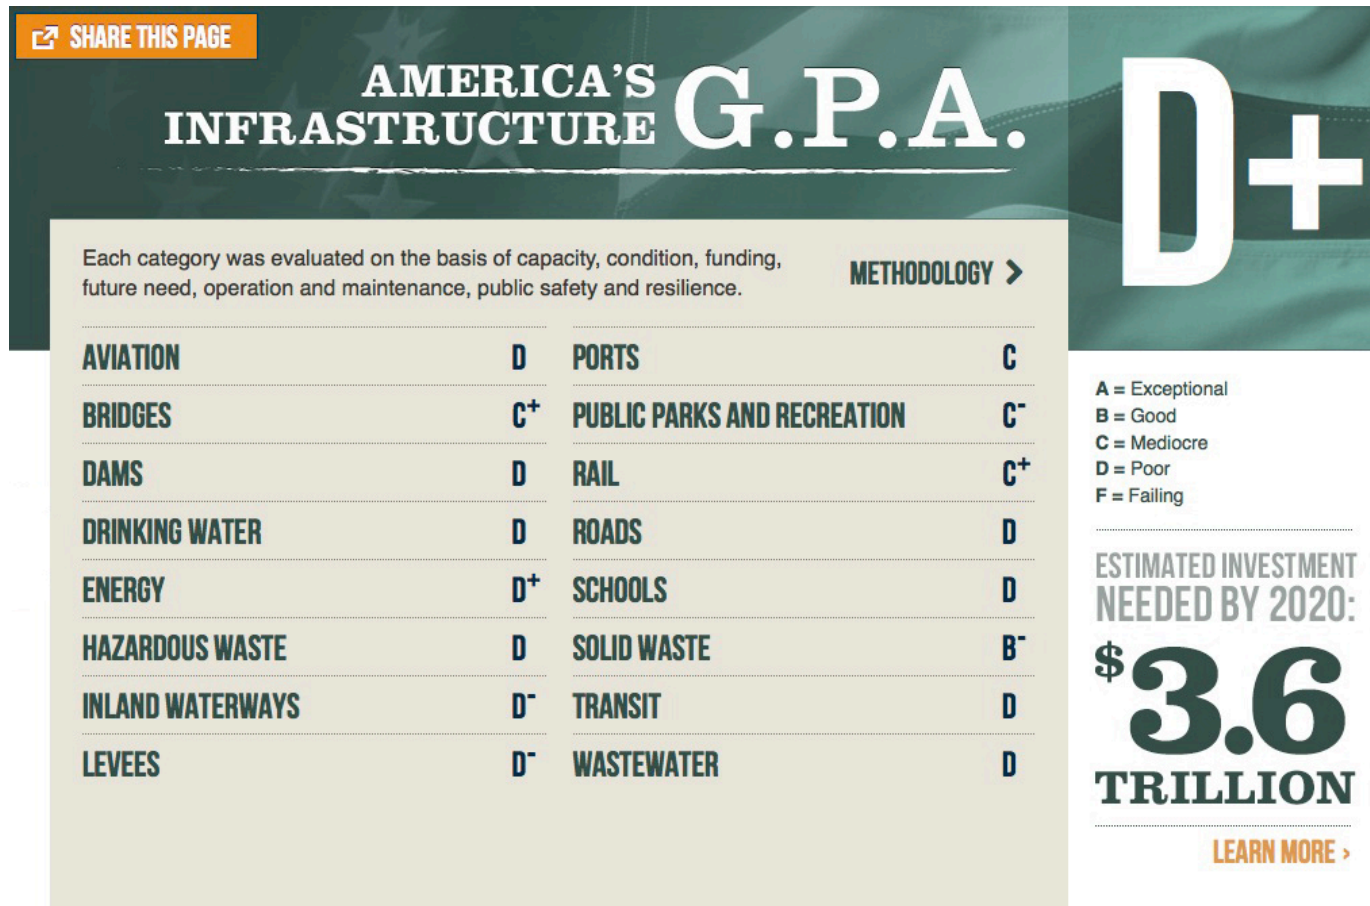 SHARE THIS PAGE
AMERICA'S
INFRASTRUCTURE
G.P.A.
D+
Each category was evaluated on the basis of capacity, condition, funding,
future need, operation and maintenance, public safety and resilience.
METHODOLOGY >
AVIATION D
BRIDGES C+
DAMS D
DRINKING WATER D
ENERGY D+
HAZARDOUS WASTE D
INLAND WATERWAYS D-
LEVEES D-
PORTS C
PUBLIC PARKS AND RECREATION C-
RAIL C+
ROADS D
SCHOOLS D
SOLID WASTE B-
TRANSIT D
WASTEWATER D
A = Exceptional
B = Good
C = Mediocre
D = Poor
F = Failing
ESTIMATED INVESTMENT
NEEDED BY 2020:
$3.6
TRILLION
LEARN MORE ›